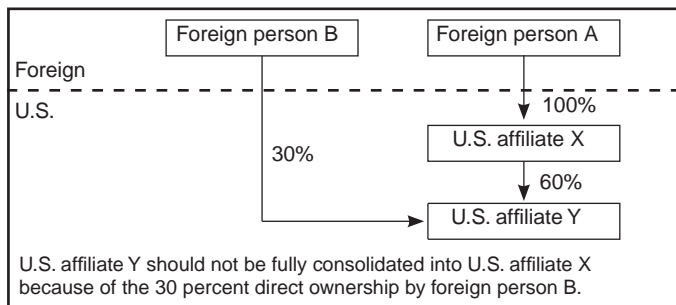 Foreign person B
Foreign person A
Foreign
U.S.
100%
U.S. affiliate X
30%
60%
U.S. affiliate Y
U.S. affiliate Y should not be fully consolidated into U.S. affiliate X
because of the 30 percent direct ownership by foreign person B.